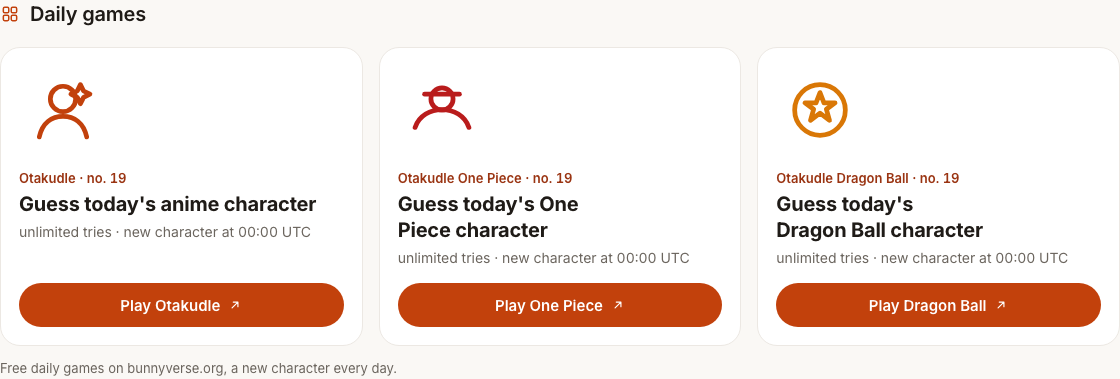 Daily games
Otakudle · no. 19
Guess today's anime character
unlimited tries · new character at 00:00 UTC
Play Otakudle ↗
Otakudle One Piece · no. 19
Guess today's One
Piece character
unlimited tries · new character at 00:00 UTC
Play One Piece ↗
Otakudle Dragon Ball · no. 19
Guess today's
Dragon Ball character
unlimited tries · new character at 00:00 UTC
Play Dragon Ball ↗
Free daily games on bunnyverse.org, a new character every day.